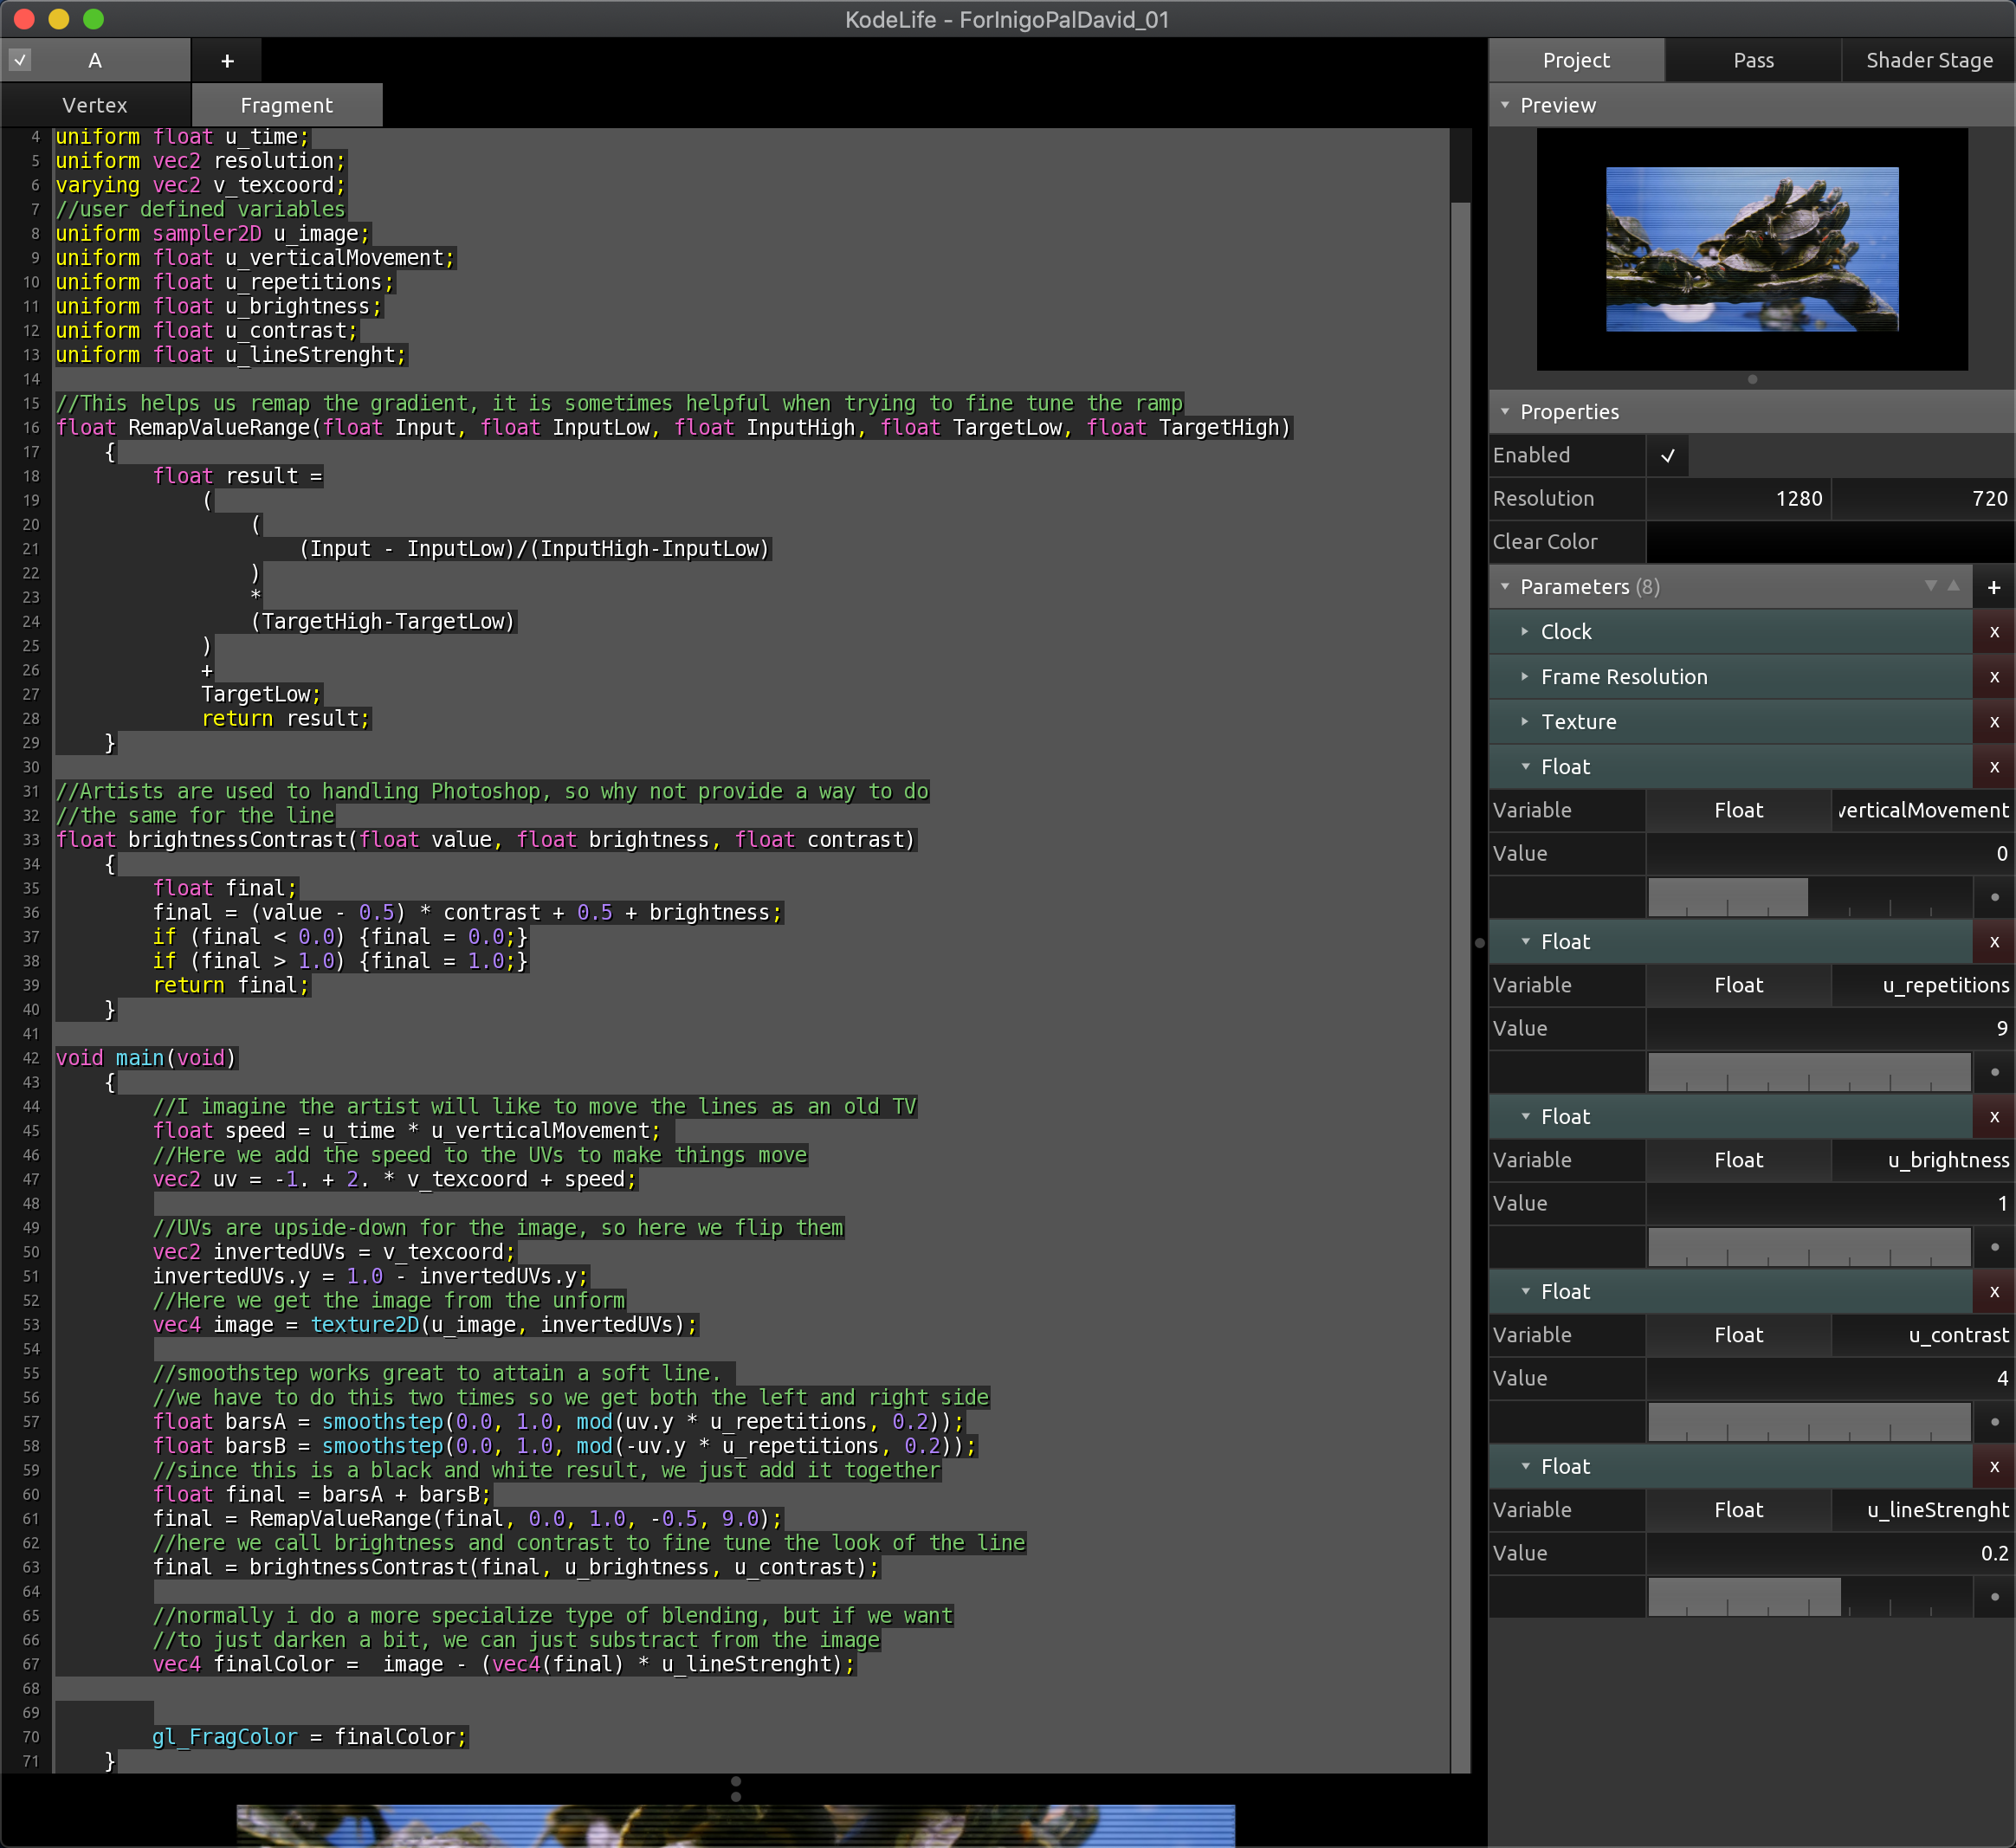 KodeLife - ForInigoPalDavid_01
A
+
Vertex
Fragment
4 uniform float u_time;
5 uniform vec2 resolution;
6 varying vec2 v_texcoord;
7 //user defined variables
8 uniform sampler2D u_image;
9 uniform float u_verticalMovement;
10 uniform float u_repetitions;
11 uniform float u_brightness;
12 uniform float u_contrast;
13 uniform float u_lineStrenght;
14
15 //This helps us remap the gradient, it is sometimes helpful when trying to fine tune the ramp
16 float RemapValueRange(float Input, float InputLow, float InputHigh, float TargetLow, float TargetHigh)
17 {
18 float result =
19 (
20 (
21 (Input - InputLow)/(InputHigh-InputLow)
22 )
23 *
24 (TargetHigh-TargetLow)
25 )
26 +
27 TargetLow;
28 return result;
29 }
30
31 //Artists are used to handling Photoshop, so why not provide a way to do
32 //the same for the line
33 float brightnessContrast(float value, float brightness, float contrast)
34 {
35 float final;
36 final = (value - 0.5) * contrast + 0.5 + brightness;
37 if (final < 0.0) {final = 0.0;}
38 if (final > 1.0) {final = 1.0;}
39 return final;
40 }
41
42 void main(void)
43 {
44 //I imagine the artist will like to move the lines as an old TV
45 float speed = u_time * u_verticalMovement;
46 //Here we add the speed to the UVs to make things move
47 vec2 uv = -1. + 2. * v_texcoord + speed;
48
49 //UVs are upside-down for the image, so here we flip them
50 vec2 invertedUVs = v_texcoord;
51 invertedUVs.y = 1.0 - invertedUVs.y;
52 //Here we get the image from the unform
53 vec4 image = texture2D(u_image, invertedUVs);
54
55 //smoothstep works great to attain a soft line.
56 //we have to do this two times so we get both the left and right side
57 float barsA = smoothstep(0.0, 1.0, mod(uv.y * u_repetitions, 0.2));
58 float barsB = smoothstep(0.0, 1.0, mod(-uv.y * u_repetitions, 0.2));
59 //since this is a black and white result, we just add it together
60 float final = barsA + barsB;
61 final = RemapValueRange(final, 0.0, 1.0, -0.5, 9.0);
62 //here we call brightness and contrast to fine tune the look of the line
63 final = brightnessContrast(final, u_brightness, u_contrast);
64
65 //normally i do a more specialize type of blending, but if we want
66 //to just darken a bit, we can just substract from the image
67 vec4 finalColor =  image - (vec4(final) * u_lineStrenght);
68
69
70 gl_FragColor = finalColor;
71 }
Project
Pass
Shader Stage
Preview
Properties
Enabled
Resolution 1280 720
Clear Color
Parameters (8) +
Clock x
Frame Resolution x
Texture x
Float x
Variable Float verticalMovement
Value 0
Float x
Variable Float u_repetitions
Value 9
Float x
Variable Float u_brightness
Value 1
Float x
Variable Float u_contrast
Value 4
Float x
Variable Float u_lineStrenght
Value 0.2